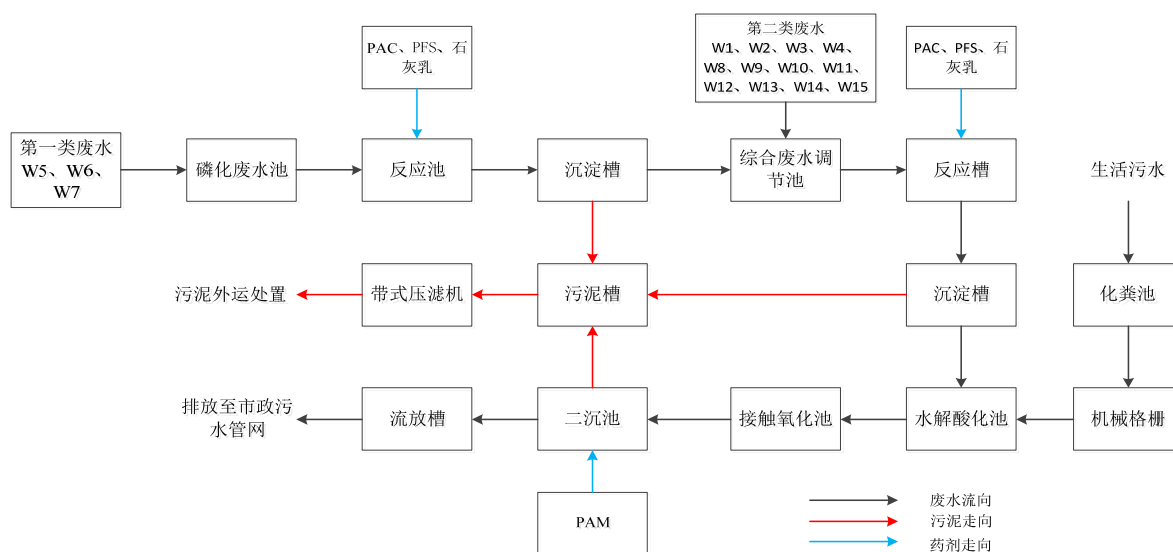 PAC、PFS、石
灰乳
第二类废水
W1、W2、W3、W4、
W8、W9、W10、W11、
W12、W13、W14、W15
PAC、PFS、石
灰乳
第一类废水
W5、W6、
W7
磷化废水池
反应池
沉淀槽
综合废水调
节池
反应槽
生活污水
污泥外运处置
带式压滤机
污泥槽
沉淀槽
化粪池
排放至市政污
水管网
流放槽
二沉池
接触氧化池
水解酸化池
机械格栅
PAM
废水流向
污泥走向
药剂走向